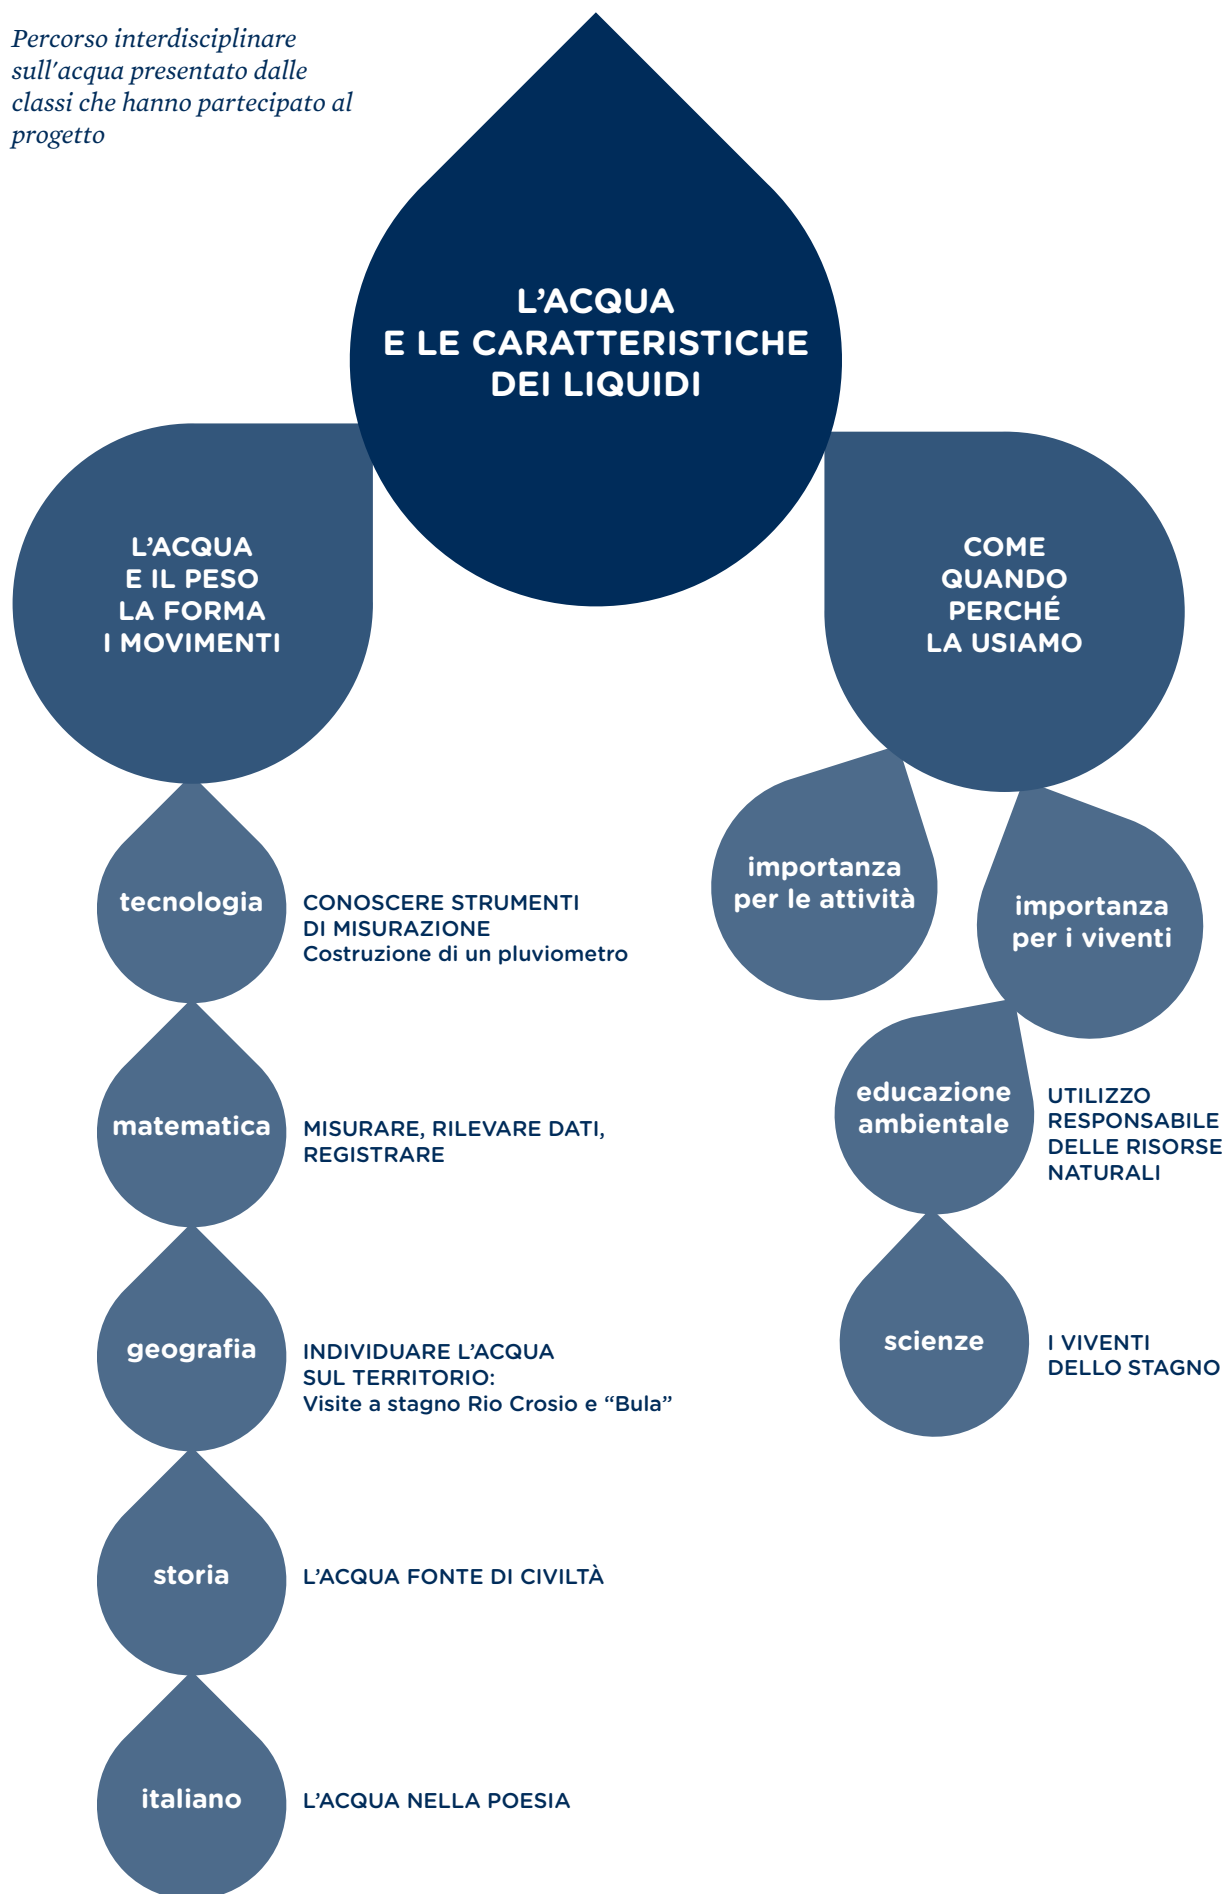 Percorso interdisciplinare
sull'acqua presentato dalle
classi che hanno partecipato al
progetto
L’ACQUA
E LE CARATTERISTICHE
DEI LIQUIDI
L’ACQUA
E IL PESO
LA FORMA
I MOVIMENTI
tecnologia
CONOSCERE STRUMENTI
DI MISURAZIONE
Costruzione di un pluviometro
matematica
MISURARE, RILEVARE DATI,
REGISTRARE
geografia
INDIVIDUARE L’ACQUA
SUL TERRITORIO:
Visite a stagno Rio Crosio e “Bula”
storia
L’ACQUA FONTE DI CIVILTÀ
italiano
L’ACQUA NELLA POESIA
COME
QUANDO
PERCHÉ
LA USIAMO
importanza
per le attività
importanza
per i viventi
educazione
ambientale
UTILIZZO
RESPONSABILE
DELLE RISORSE
NATURALI
scienze
I VIVENTI
DELLO STAGNO